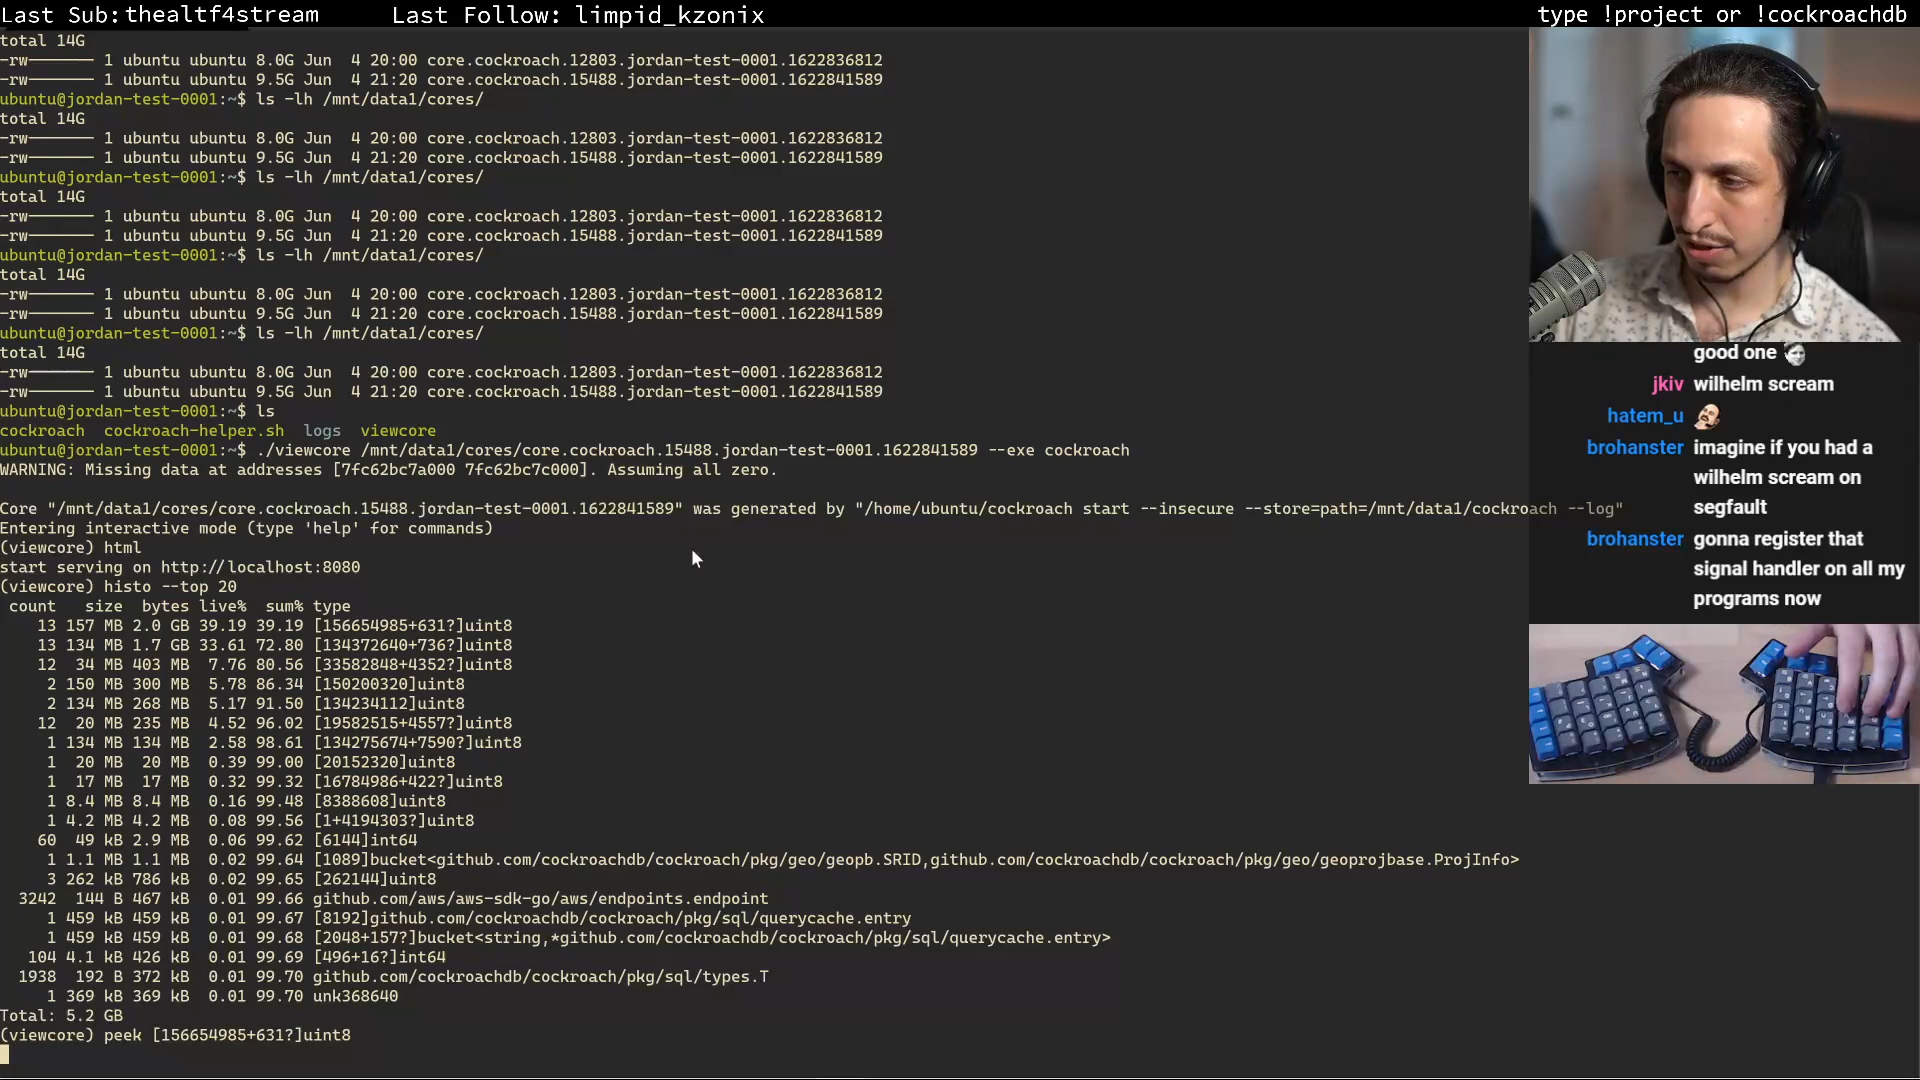 Last Sub:thealtf4stream Last Follow: limpid_kzonix type !project or !cockroachdb
total 14G
-rw------- 1 ubuntu ubuntu 8.0G Jun  4 20:00 core.cockroach.12803.jordan-test-0001.1622836812
-rw------- 1 ubuntu ubuntu 9.5G Jun  4 21:20 core.cockroach.15488.jordan-test-0001.1622841589
ubuntu@jordan-test-0001:~$ ls -lh /mnt/data1/cores/
total 14G
-rw------- 1 ubuntu ubuntu 8.0G Jun  4 20:00 core.cockroach.12803.jordan-test-0001.1622836812
-rw------- 1 ubuntu ubuntu 9.5G Jun  4 21:20 core.cockroach.15488.jordan-test-0001.1622841589
ubuntu@jordan-test-0001:~$ ls -lh /mnt/data1/cores/
total 14G
-rw------- 1 ubuntu ubuntu 8.0G Jun  4 20:00 core.cockroach.12803.jordan-test-0001.1622836812
-rw------- 1 ubuntu ubuntu 9.5G Jun  4 21:20 core.cockroach.15488.jordan-test-0001.1622841589
ubuntu@jordan-test-0001:~$ ls -lh /mnt/data1/cores/
total 14G
-rw------- 1 ubuntu ubuntu 8.0G Jun  4 20:00 core.cockroach.12803.jordan-test-0001.1622836812
-rw------- 1 ubuntu ubuntu 9.5G Jun  4 21:20 core.cockroach.15488.jordan-test-0001.1622841589
ubuntu@jordan-test-0001:~$ ls -lh /mnt/data1/cores/
total 14G
-rw------- 1 ubuntu ubuntu 8.0G Jun  4 20:00 core.cockroach.12803.jordan-test-0001.1622836812
-rw------- 1 ubuntu ubuntu 9.5G Jun  4 21:20 core.cockroach.15488.jordan-test-0001.1622841589
ubuntu@jordan-test-0001:~$ ls
cockroach  cockroach-helper.sh  logs  viewcore
ubuntu@jordan-test-0001:~$ ./viewcore /mnt/data1/cores/core.cockroach.15488.jordan-test-0001.1622841589 --exe cockroach
WARNING: Missing data at addresses [7fc62bc7a000 7fc62bc7c000]. Assuming all zero.
Core "/mnt/data1/cores/core.cockroach.15488.jordan-test-0001.1622841589" was generated by "/home/ubuntu/cockroach start --insecure --store=path=/mnt/data1/cockroach --log"
Entering interactive mode (type 'help' for commands)
(viewcore) html
start serving on http://localhost:8080
(viewcore) histo --top 20
count   size  bytes  live%  sum% type
13 157 MB 2.0 GB 39.19 39.19 [156654985+631?]uint8
13 134 MB 1.7 GB 33.61 72.80 [134372640+736?]uint8
12  34 MB 403 MB  7.76 80.56 [33582848+4352?]uint8
2 150 MB 300 MB  5.78 86.34 [150200320]uint8
2 134 MB 268 MB  5.17 91.50 [134234112]uint8
12  20 MB 235 MB  4.52 96.02 [19582515+4557?]uint8
1 134 MB 134 MB  2.58 98.61 [134275674+7590?]uint8
1  20 MB  20 MB  0.39 99.00 [20152320]uint8
1  17 MB  17 MB  0.32 99.32 [16784986+422?]uint8
1 8.4 MB 8.4 MB  0.16 99.48 [8388608]uint8
1 4.2 MB 4.2 MB  0.08 99.56 [1+4194303?]uint8
60  49 kB 2.9 MB  0.06 99.62 [6144]int64
1 1.1 MB 1.1 MB  0.02 99.64 [1089]bucket<github.com/cockroachdb/cockroach/pkg/geo/geopb.SRID,github.com/cockroachdb/cockroach/pkg/geo/geoprojbase.ProjInfo>
3 262 kB 786 kB  0.02 99.65 [262144]uint8
3242  144 B 467 kB  0.01 99.66 github.com/aws/aws-sdk-go/aws/endpoints.endpoint
1 459 kB 459 kB  0.01 99.67 [8192]github.com/cockroachdb/cockroach/pkg/sql/querycache.entry
1 459 kB 459 kB  0.01 99.68 [2048+157?]bucket<string,*github.com/cockroachdb/cockroach/pkg/sql/querycache.entry>
104 4.1 kB 426 kB  0.01 99.69 [496+16?]int64
1938  192 B 372 kB  0.01 99.70 github.com/cockroachdb/cockroach/pkg/sql/types.T
1 369 kB 369 kB  0.01 99.70 unk368640
Total: 5.2 GB
(viewcore) peek [156654985+631?]uint8
good one
jkiv wilhelm scream
hatem_u
brohanster imagine if you had a
wilhelm scream on
segfault
brohanster gonna register that
signal handler on all my
programs now